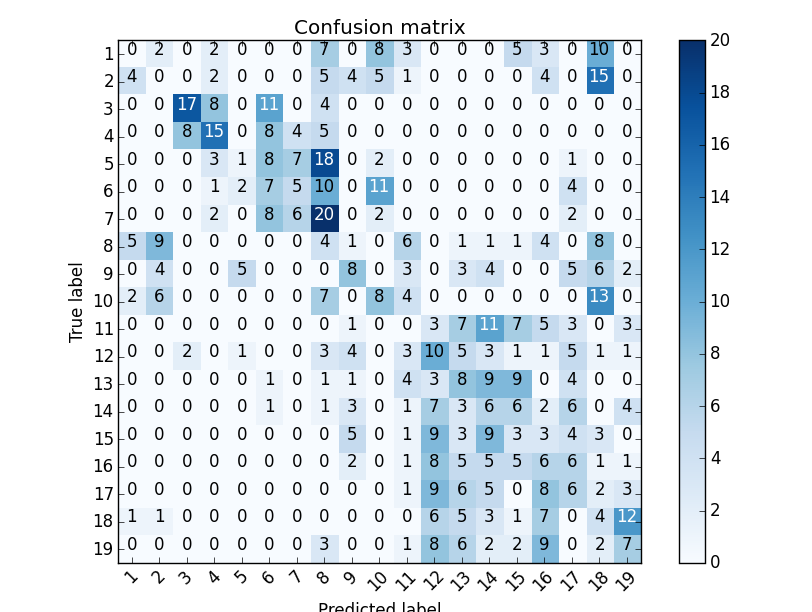 Confusion matrix
1 0 2 0 2 0 0 0 7 0 8 3 0 0 0 5 3 0 10 0
2 4 0 0 2 0 0 0 5 4 5 1 0 0 0 0 4 0 15 0
3 0 0 17 8 0 11 0 4 0 0 0 0 0 0 0 0 0 0 0
4 0 0 8 15 0 8 4 5 0 0 0 0 0 0 0 0 0 0 0
5 0 0 0 3 1 8 7 18 0 2 0 0 0 0 0 0 1 0 0
6 0 0 0 1 2 7 5 10 0 11 0 0 0 0 0 0 4 0 0
7 0 0 0 2 0 8 6 20 0 2 0 0 0 0 0 0 2 0 0
8 5 9 0 0 0 0 0 4 1 0 6 0 1 1 1 4 0 8 0
9 0 4 0 0 5 0 0 0 8 0 3 0 3 4 0 0 5 6 2
10 2 6 0 0 0 0 0 7 0 8 4 0 0 0 0 0 0 13 0
11 0 0 0 0 0 0 0 0 1 0 0 3 7 11 7 5 3 0 3
12 0 0 2 0 1 0 0 3 4 0 3 10 5 3 1 1 5 1 1
13 0 0 0 0 0 1 0 1 1 0 4 3 8 9 9 0 4 0 0
14 0 0 0 0 0 1 0 1 3 0 1 7 3 6 6 2 6 0 4
15 0 0 0 0 0 0 0 0 5 0 1 9 3 9 3 3 4 3 0
16 0 0 0 0 0 0 0 0 2 0 1 8 5 5 5 6 6 1 1
17 0 0 0 0 0 0 0 0 0 0 1 9 6 5 0 8 6 2 3
18 1 1 0 0 0 0 0 0 0 0 0 6 5 3 1 7 0 4 12
19 0 0 0 0 0 0 0 3 0 0 1 8 6 2 2 9 0 2 7
1 2 3 4 5 6 7 8 9 10 11 12 13 14 15 16 17 18 19
True label
Predicted label
20
18
16
14
12
10
8
6
4
2
0